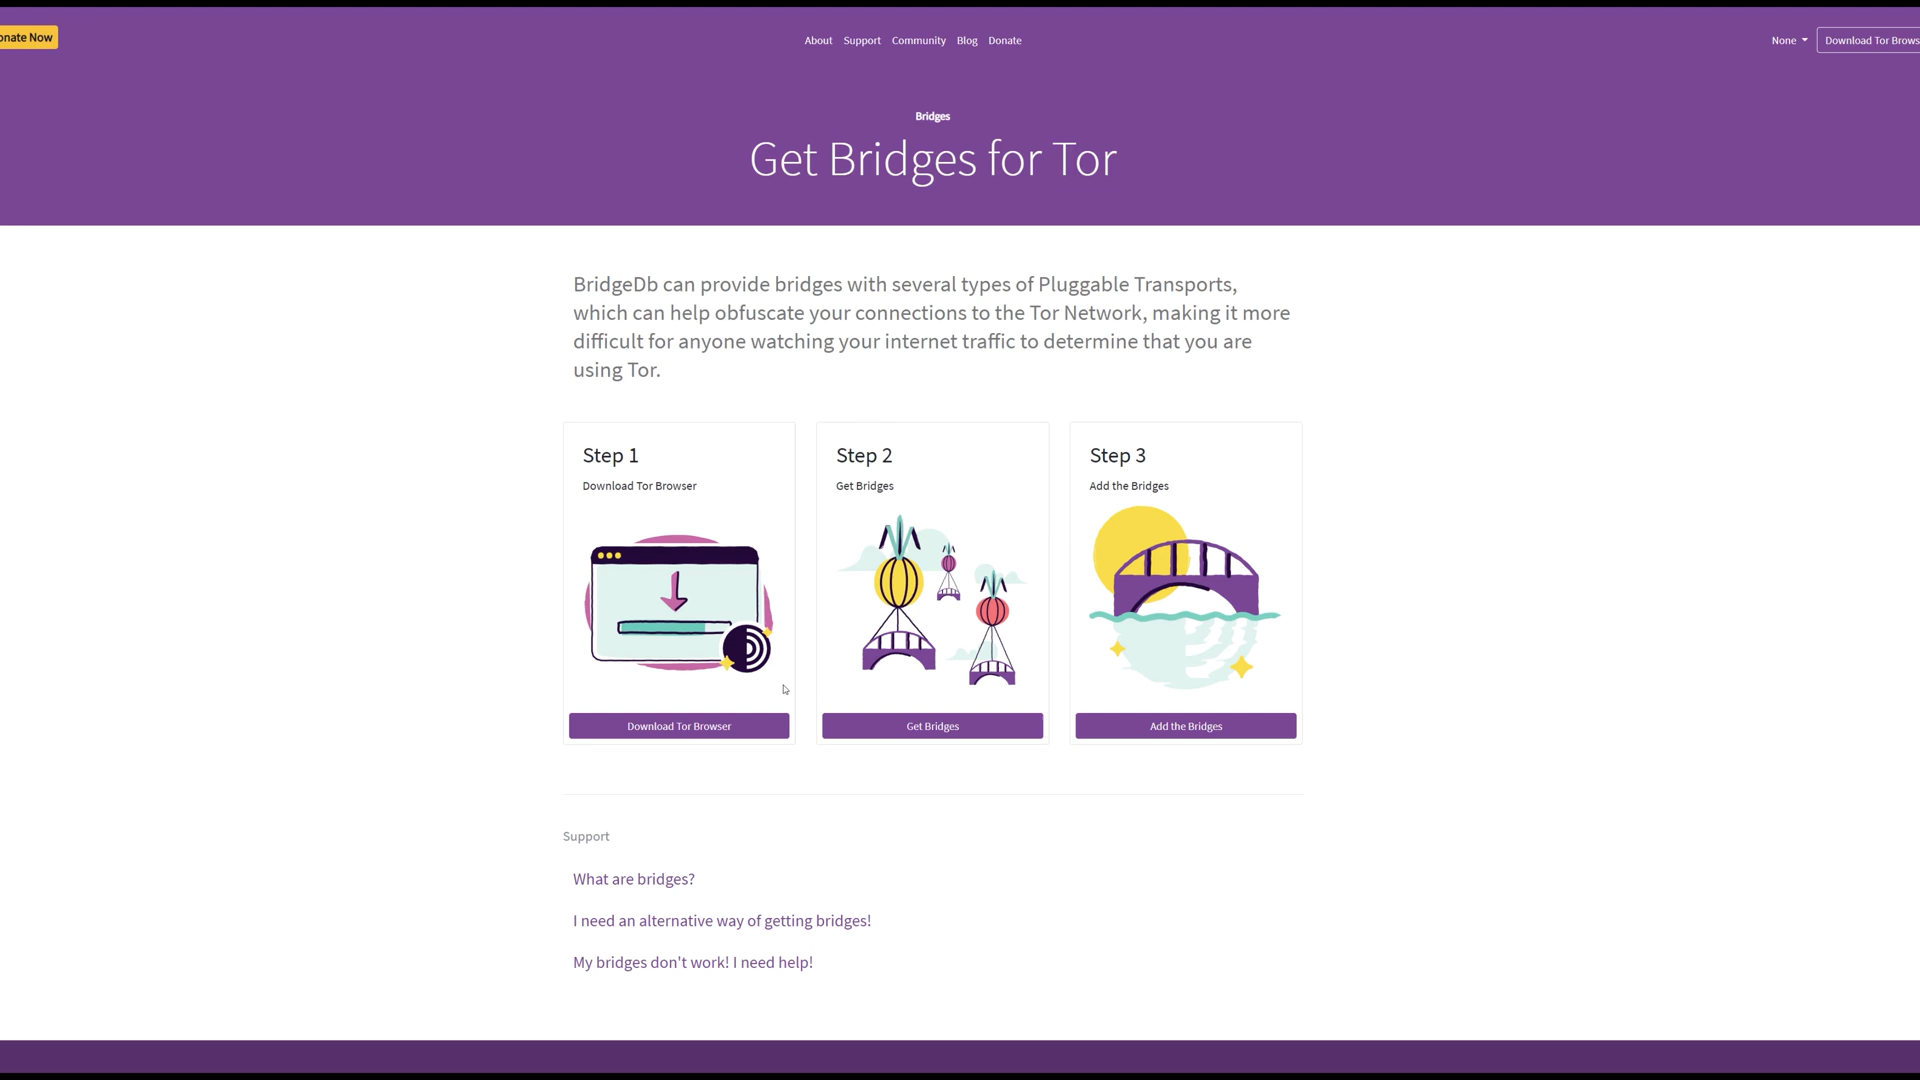 onate Now
About Support Community Blog Donate
None
Download Tor Brows
Bridges
Get Bridges for Tor
BridgeDb can provide bridges with several types of Pluggable Transports,
which can help obfuscate your connections to the Tor Network, making it more
difficult for anyone watching your internet traffic to determine that you are
using Tor.
Step 1
Download Tor Browser
Download Tor Browser
Step 2
Get Bridges
Get Bridges
Step 3
Add the Bridges
Add the Bridges
Support
What are bridges?
I need an alternative way of getting bridges!
My bridges don't work! I need help!